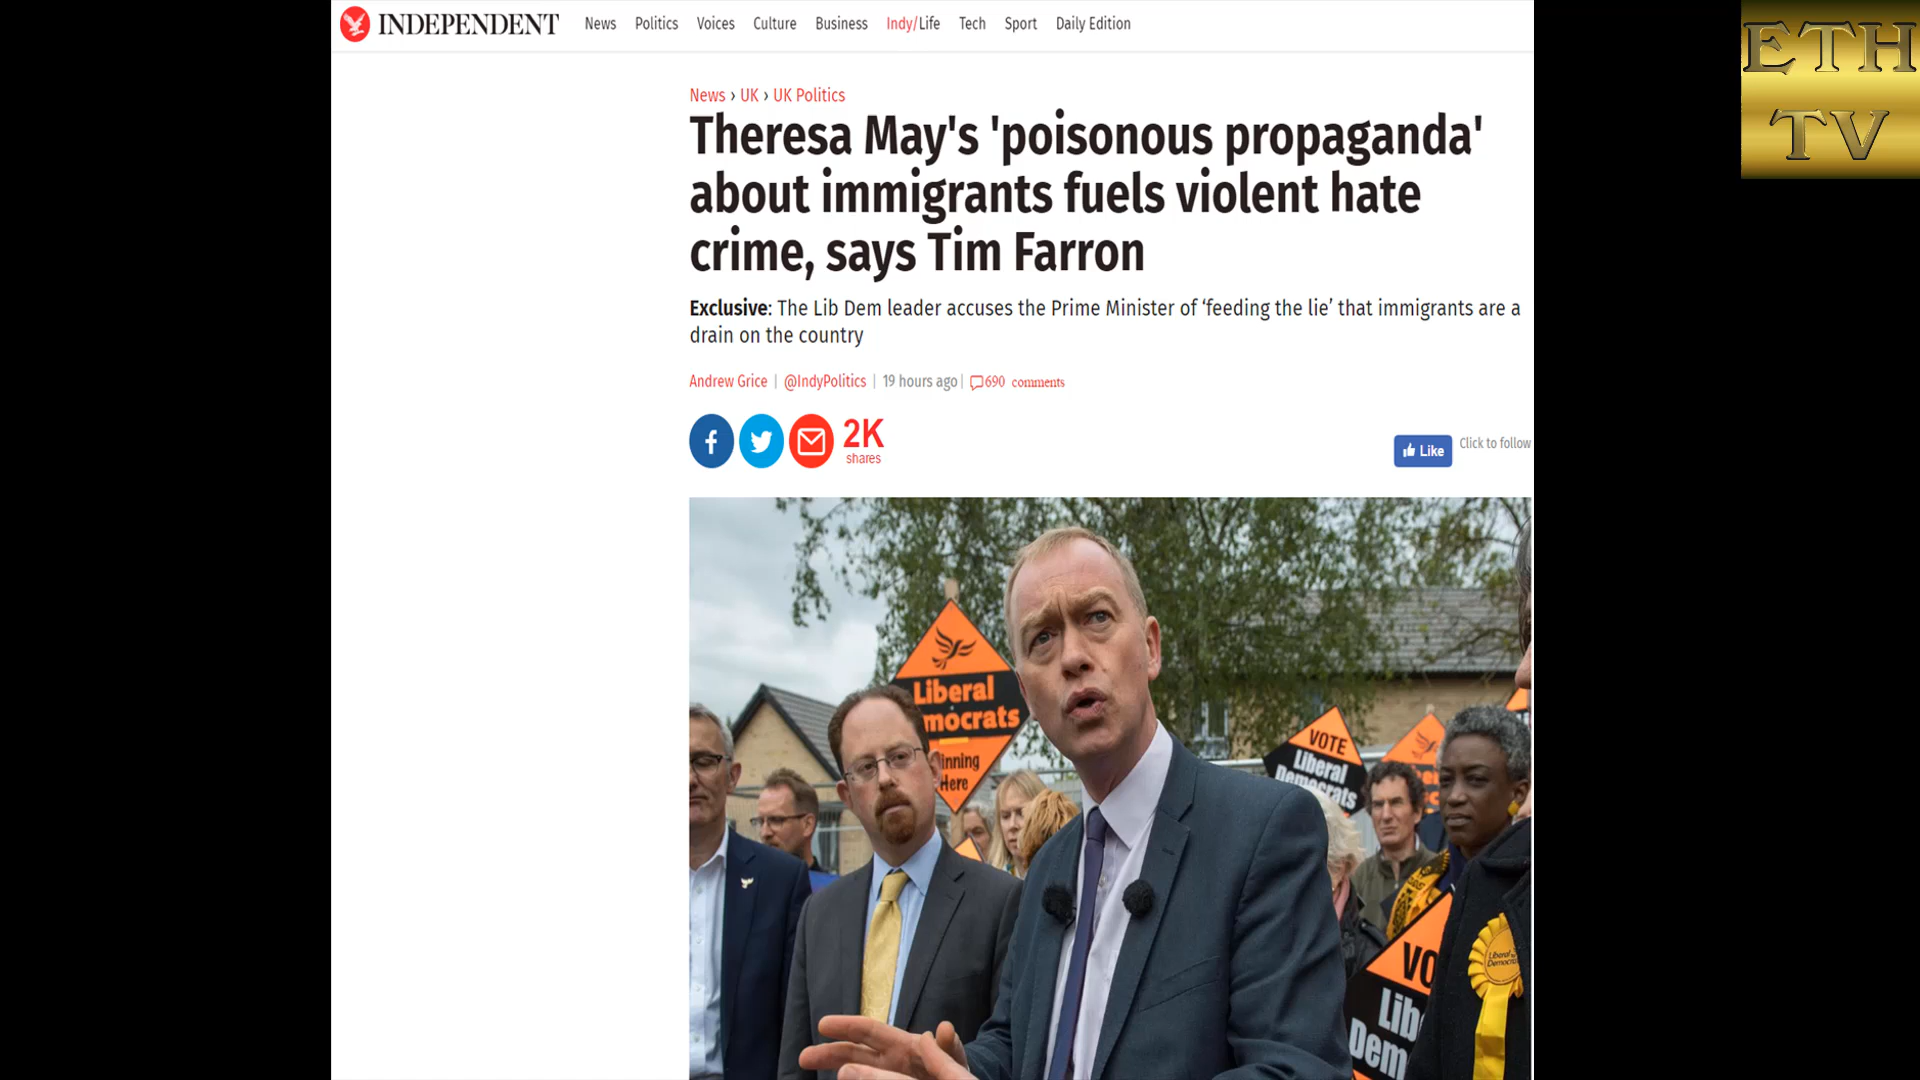 INDEPENDENT News Politics Voices Culture Business Indy/Life Tech Sport Daily Edition
ETH
TV
News › UK › UK Politics
Theresa May's 'poisonous propaganda'
about immigrants fuels violent hate
crime, says Tim Farron
Exclusive: The Lib Dem leader accuses the Prime Minister of ‘feeding the lie’ that immigrants are a
drain on the country
Andrew Grice | @IndyPolitics | 19 hours ago | 690 comments
2K
shares
Like
Click to follow
Liberal
mocrats
inning
Here
VOTE
Liberal
Democrats
VO
Lib
Dem
Liberal